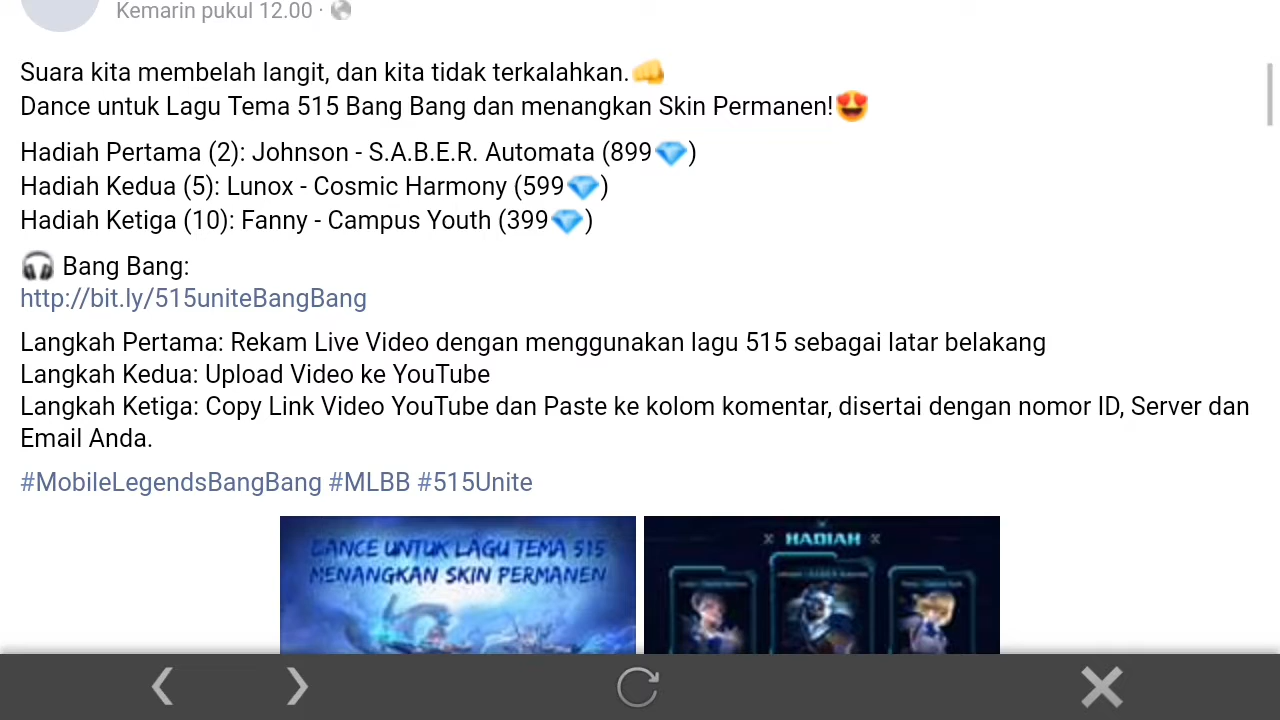 Kemarin pukul 12.00 ·
Suara kita membelah langit, dan kita tidak terkalahkan.👊
Dance untuk Lagu Tema 515 Bang Bang dan menangkan Skin Permanen!😍
Hadiah Pertama (2): Johnson - S.A.B.E.R. Automata (899💎)
Hadiah Kedua (5): Lunox - Cosmic Harmony (599💎)
Hadiah Ketiga (10): Fanny - Campus Youth (399💎)
🎧 Bang Bang:
http://bit.ly/515uniteBangBang
Langkah Pertama: Rekam Live Video dengan menggunakan lagu 515 sebagai latar belakang
Langkah Kedua: Upload Video ke YouTube
Langkah Ketiga: Copy Link Video YouTube dan Paste ke kolom komentar, disertai dengan nomor ID, Server dan
Email Anda.
#MobileLegendsBangBang #MLBB #515Unite
DANCE UNTUK LAGU TEMA 515
MENANGKAN SKIN PERMANEN
HADIAH